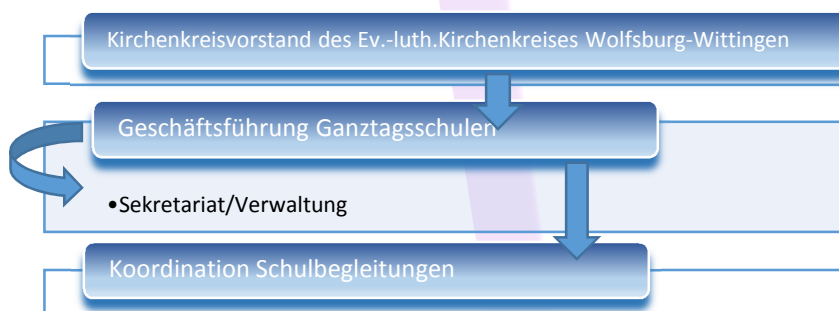 Kirchenkreisvorstand des Ev.-luth.Kirchenkreises Wolfsburg-Wittingen
Geschäftsführung Ganztagsschulen
•Sekretariat/Verwaltung
Koordination Schulbegleitungen